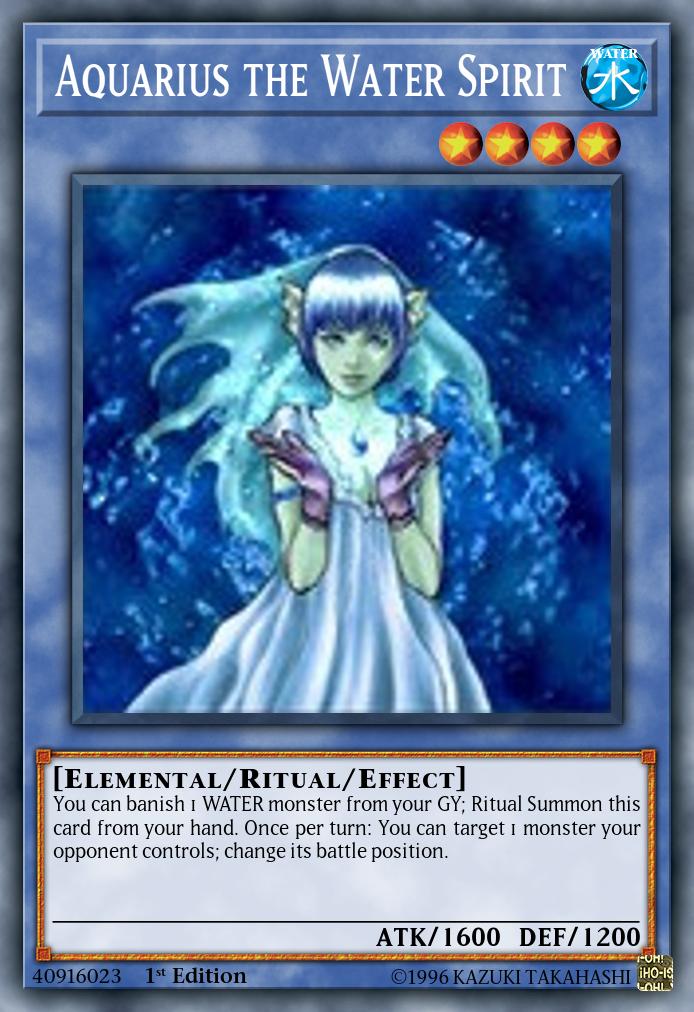 Aquarius the Water Spirit
WATER
水
[Elemental/Ritual/Effect]
You can banish 1 WATER monster from your GY; Ritual Summon this
card from your hand. Once per turn: You can target 1 monster your
opponent controls; change its battle position.
ATK/1600 DEF/1200
40916023 1st Edition ©1996 KAZUKI TAKAHASHI